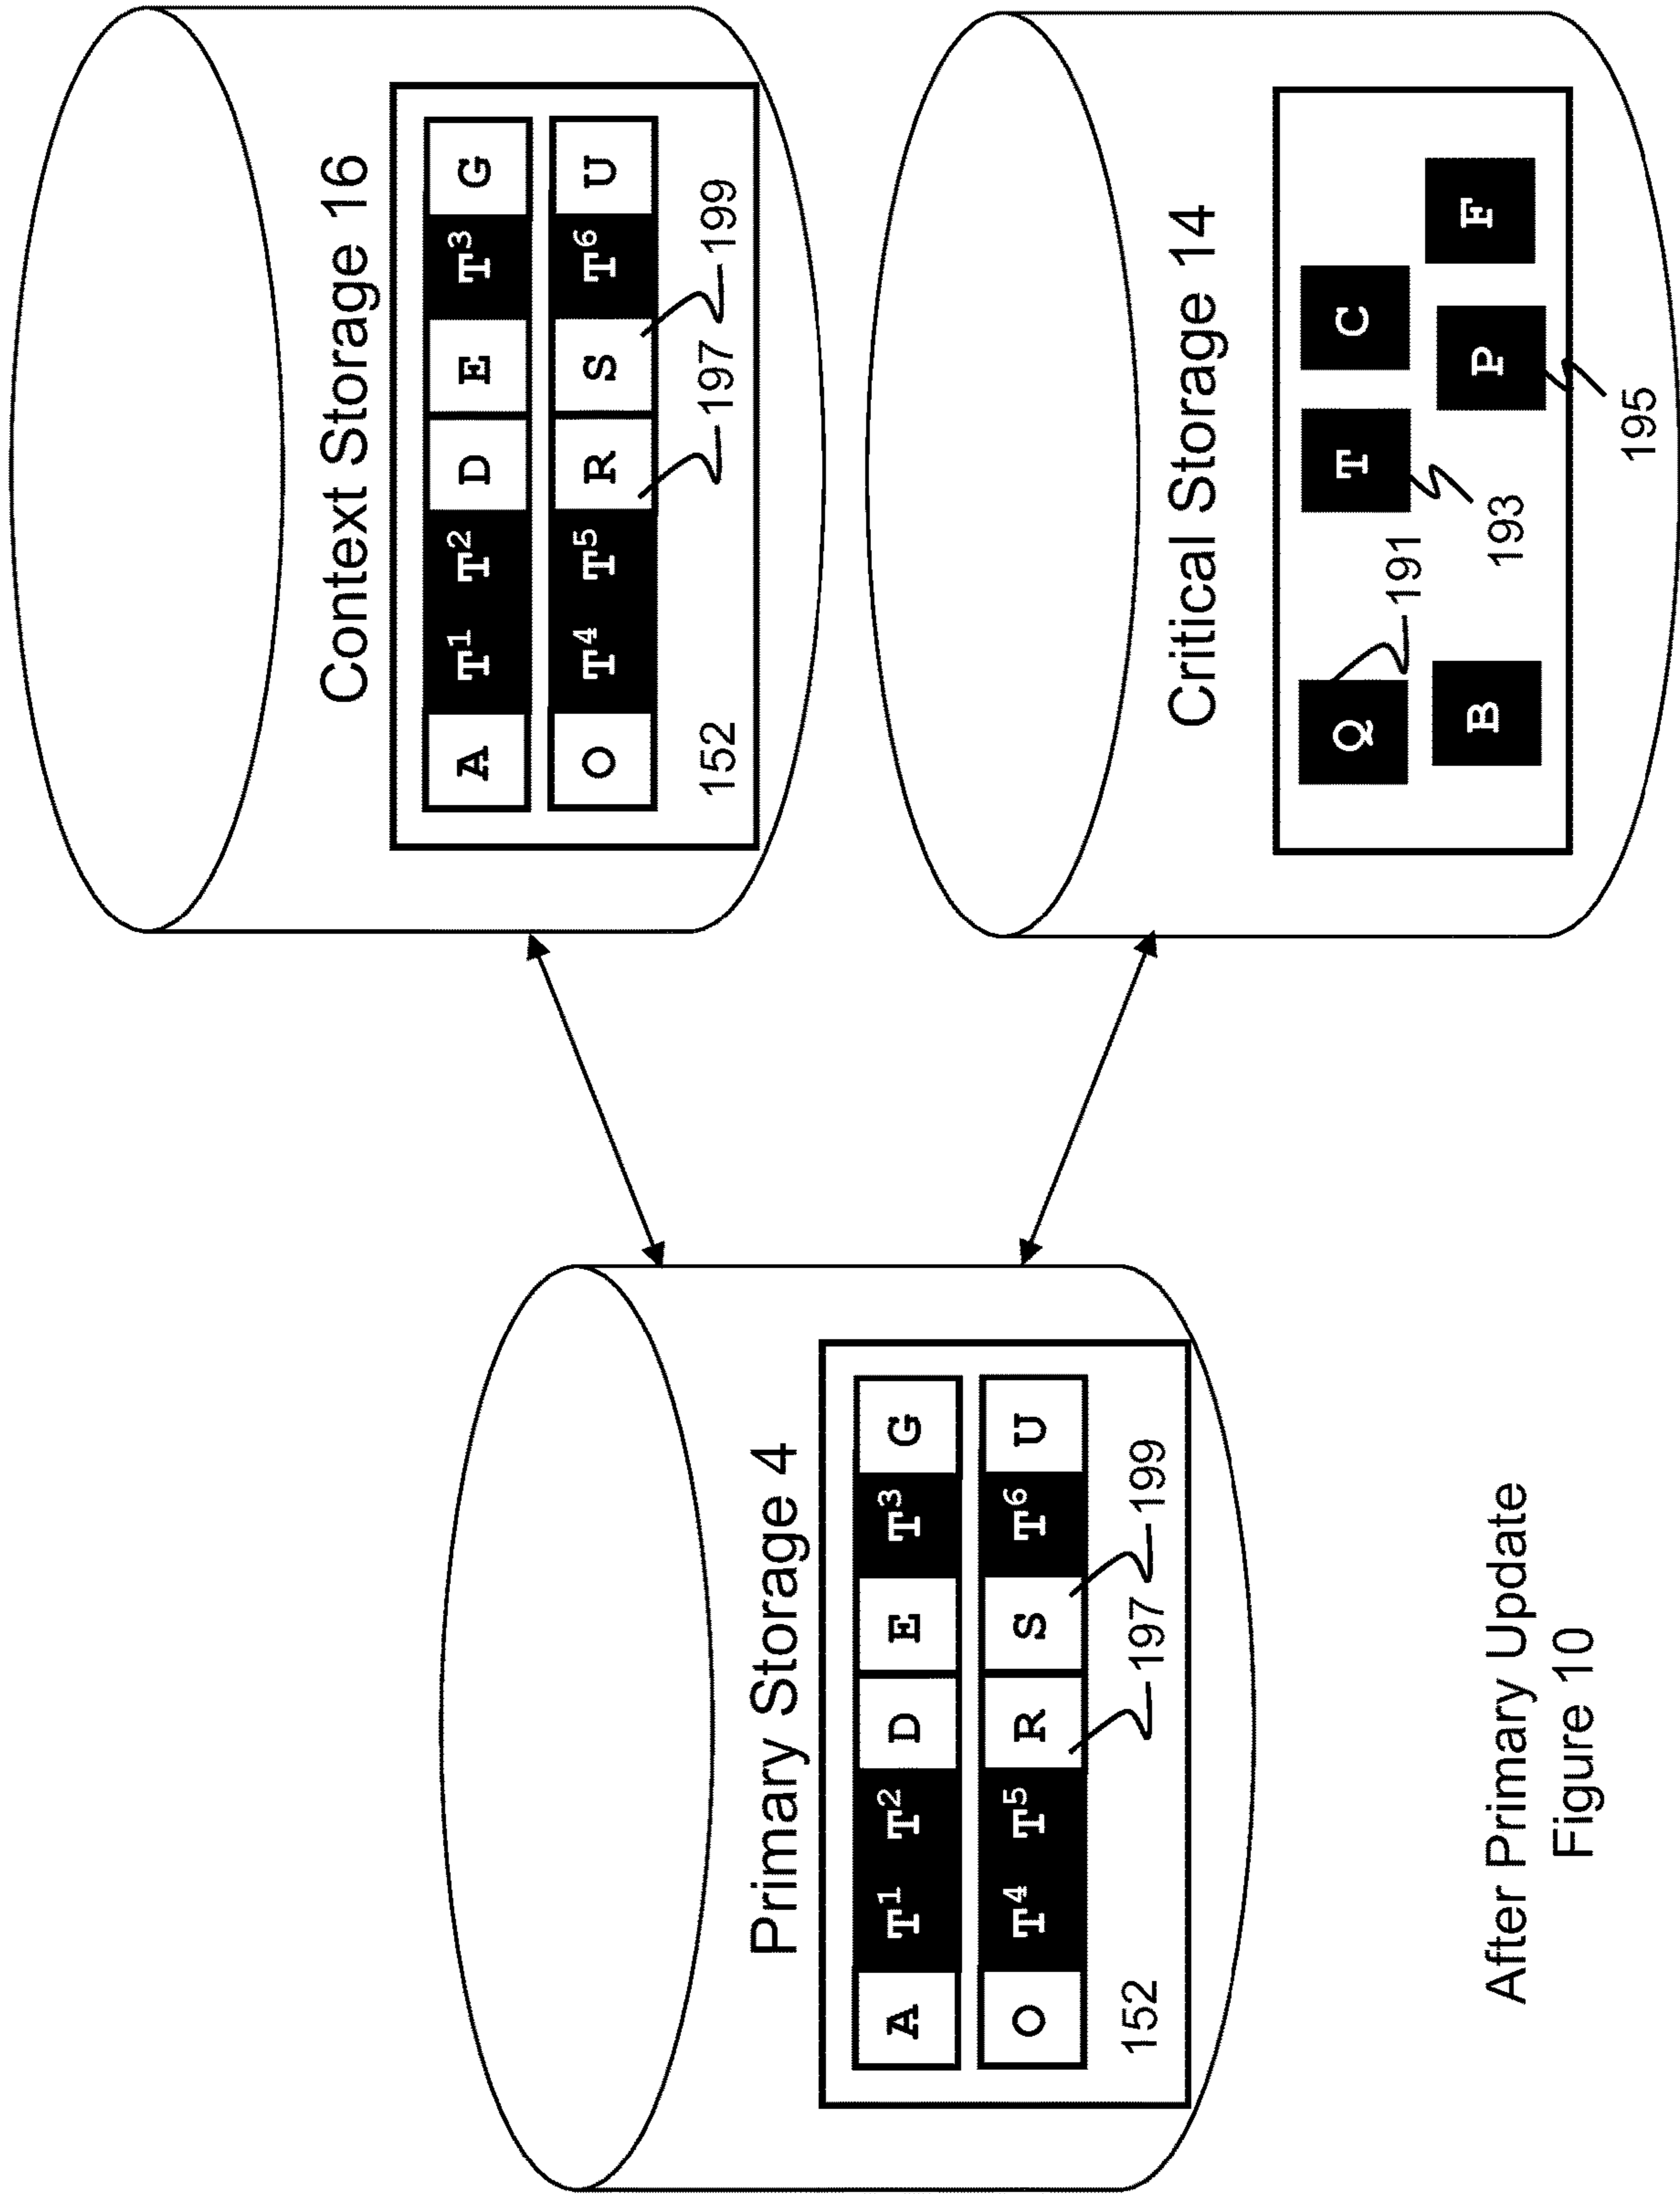 Primary Storage 4
A T¹ T² D E T³ G
O T⁴ T⁵ R S T⁶ U
152 197 199
Context Storage 16
A T¹ T² D E T³ G
O T⁴ T⁵ R S T⁶ U
152 197 199
Critical Storage 14
Q T C
191
B P F
193
195
After Primary Update
Figure 10